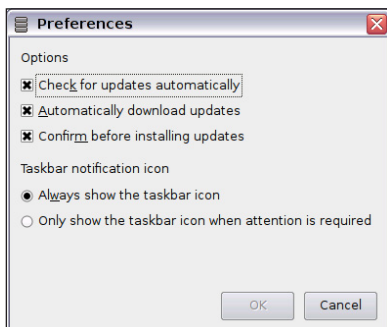 Preferences
Options
Check for updates automatically
Automatically download updates
Confirm before installing updates
Taskbar notification icon
Always show the taskbar icon
Only show the taskbar icon when attention is required
OK Cancel